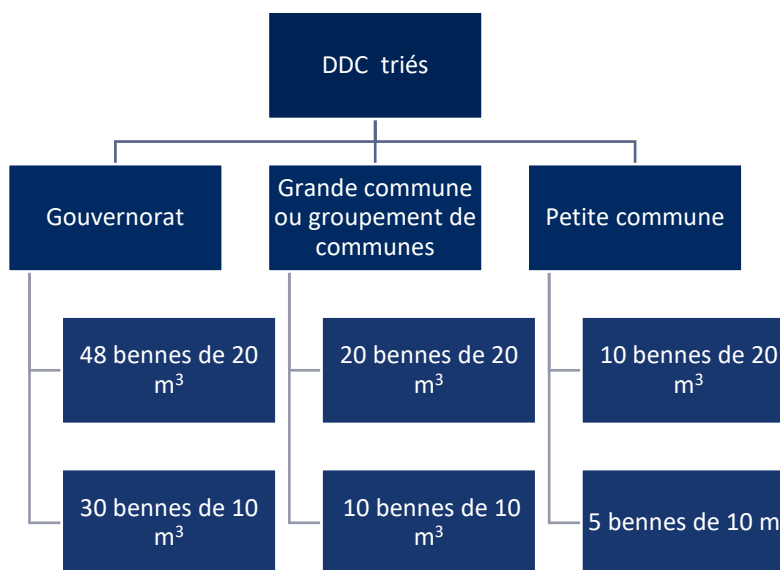 DDC triés
Gouvernorat
Grande commune
ou groupement de
communes
Petite commune
48 bennes de 20
m³
20 bennes de 20
m³
10 bennes de 20
m³
30 bennes de 10
m³
10 bennes de 10
m³
5 bennes de 10 m